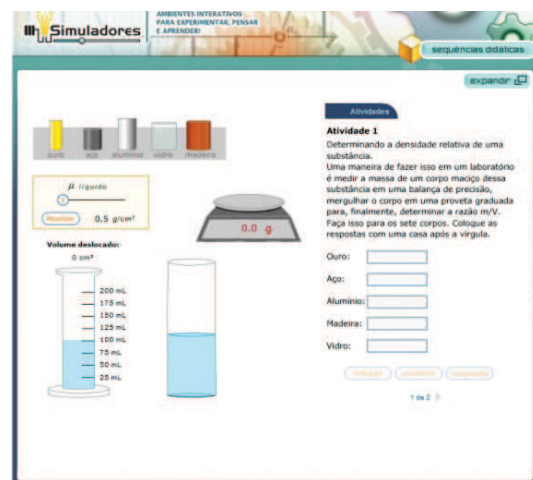 Simuladores
AMBIENTES INTERATIVOS
PARA EXPERIMENTAR, PENSAR
E APRENDER!
sequências didáticas
expandir
ouro aço alumínio vidro madeira
μ líquido
0.5 g/cm³
Volume deslocado:
0 cm³
200 mL
175 mL
150 mL
125 mL
100 mL
75 mL
50 mL
25 mL
0.0 g
Atividades
Atividade 1
Determinando a densidade relativa de uma
substância.
Uma maneira de fazer isso em um laboratório
é medir a massa de um corpo maciço dessa
substância em uma balança de precisão,
mergulhar o corpo em uma proveta graduada
para, finalmente, determinar a razão m/V.
Faça isso para os sete corpos. Coloque as
respostas com uma casa após a vírgula.
Ouro:
Aço:
Alumínio:
Madeira:
Vidro:
1 de 2